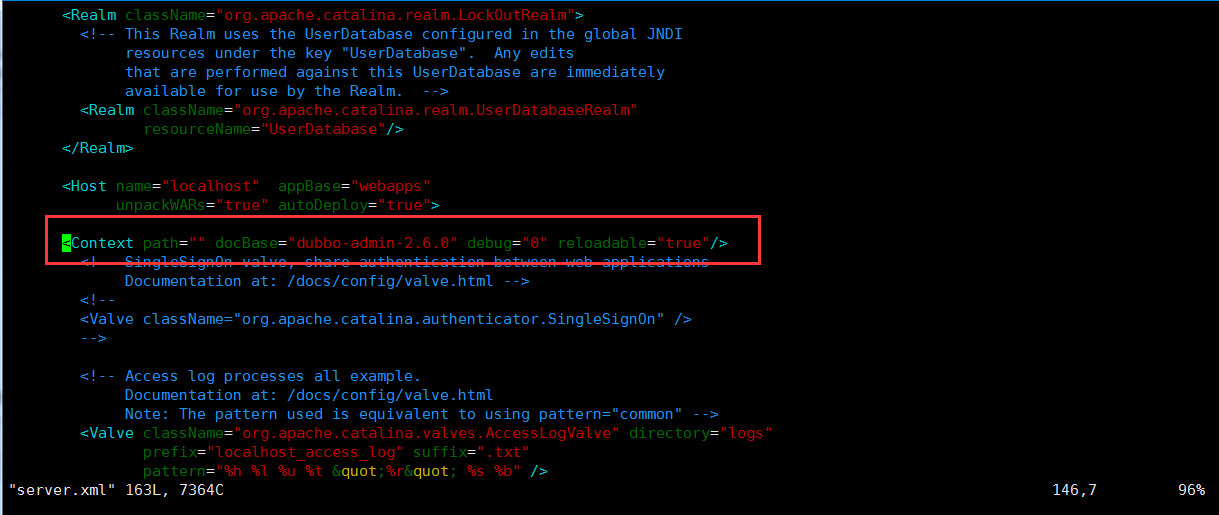 <Realm className="org.apache.catalina.realm.LockOutRealm">
<!-- This Realm uses the UserDatabase configured in the global JNDI
resources under the key "UserDatabase".  Any edits
that are performed against this UserDatabase are immediately
available for use by the Realm.  -->
<Realm className="org.apache.catalina.realm.UserDatabaseRealm"
resourceName="UserDatabase"/>
</Realm>
<Host name="localhost"  appBase="webapps"
unpackWARs="true" autoDeploy="true">
<Context path="" docBase="dubbo-admin-2.6.0" debug="0" reloadable="true"/>
<!-- SingleSignOn valve, share authentication between web applications
Documentation at: /docs/config/valve.html -->
<!--
<Valve className="org.apache.catalina.authenticator.SingleSignOn" />
-->
<!-- Access log processes all example.
Documentation at: /docs/config/valve.html
Note: The pattern used is equivalent to using pattern="common" -->
<Valve className="org.apache.catalina.valves.AccessLogValve" directory="logs"
prefix="localhost_access_log" suffix=".txt"
pattern="%h %l %u %t &quot;%r&quot; %s %b" />
"server.xml" 163L, 7364C 146,7 96%